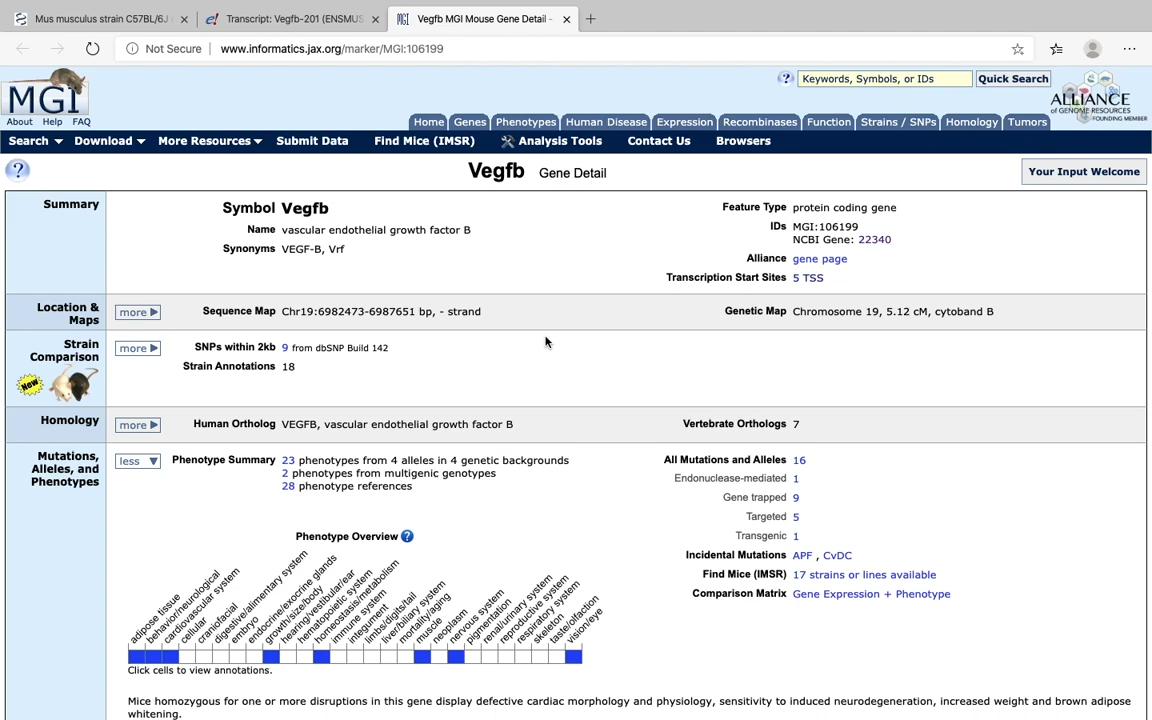 Mus musculus strain C57BL/6J
Transcript: Vegfb-201 (ENSMUS
MGI
Vegfb MGI Mouse Gene Detail -
Not Secure
www.informatics.jax.org/marker/MGI:106199
MGI
About Help FAQ
? Keywords, Symbols, or IDs Quick Search
ALLIANCE
of GENOME RESOURCES
FOUNDING MEMBER
Home Genes Phenotypes Human Disease Expression Recombinases Function Strains / SNPs Homology Tumors
Search Download More Resources Submit Data Find Mice (IMSR) Analysis Tools Contact Us Browsers
? Vegfb Gene Detail Your Input Welcome
Summary
Symbol Vegfb
Name vascular endothelial growth factor B
Synonyms VEGF-B, Vrf
Feature Type protein coding gene
IDs MGI:106199
NCBI Gene: 22340
Alliance gene page
Transcription Start Sites 5 TSS
Location &
Maps
more
Sequence Map Chr19:6982473-6987651 bp, - strand
Genetic Map Chromosome 19, 5.12 cM, cytoband B
Strain
Comparison
New
more
SNPs within 2kb 9 from dbSNP Build 142
Strain Annotations 18
Homology
more
Human Ortholog VEGFB, vascular endothelial growth factor B
Vertebrate Orthologs 7
Mutations,
Alleles, and
Phenotypes
less
Phenotype Summary 23 phenotypes from 4 alleles in 4 genetic backgrounds
2 phenotypes from multigenic genotypes
28 phenotype references
All Mutations and Alleles 16
Endonuclease-mediated 1
Gene trapped 9
Targeted 5
Transgenic 1
Incidental Mutations APF , CvDC
Find Mice (IMSR) 17 strains or lines available
Comparison Matrix Gene Expression + Phenotype
Phenotype Overview ?
adipose tissue
behavior/neurological
cardiovascular system
cellular
craniofacial
digestive/alimentary system
embryo
endocrine/exocrine glands
growth/size/body
hearing/vestibular/ear
hematopoietic system
homeostasis/metabolism
immune system
integument
limbs/digits/tail
liver/biliary system
mortality/aging
muscle
neoplasm
nervous system
pigmentation
renal/urinary system
reproductive system
respiratory system
skeleton
taste/olfaction
vision/eye
Click cells to view annotations.
Mice homozygous for one or more disruptions in this gene display defective cardiac morphology and physiology, sensitivity to induced neurodegeneration, increased weight and brown adipose
whitening.